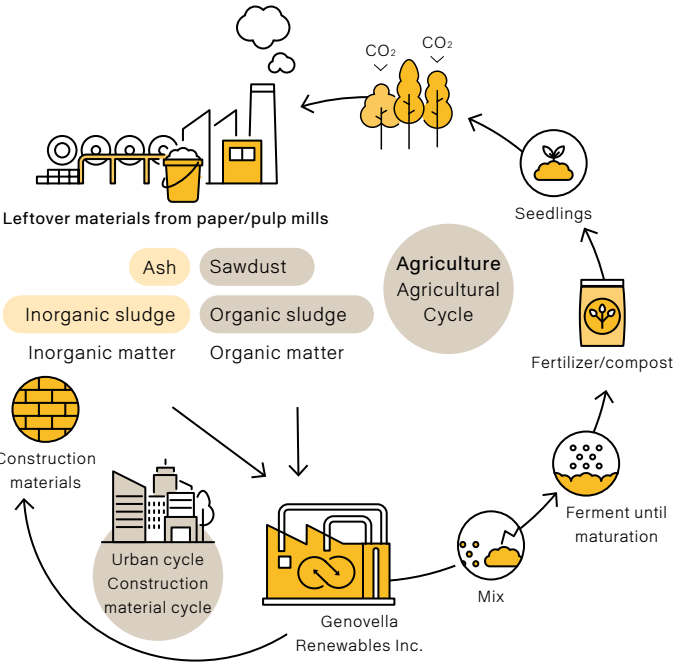 CO₂
CO₂
Seedlings
Leftover materials from paper/pulp mills
Ash
Sawdust
Inorganic sludge
Organic sludge
Inorganic matter
Organic matter
Agriculture
Agricultural
Cycle
Fertilizer/compost
Construction
materials
Urban cycle
Construction
material cycle
Ferment until
maturation
Mix
Genovella
Renewables Inc.